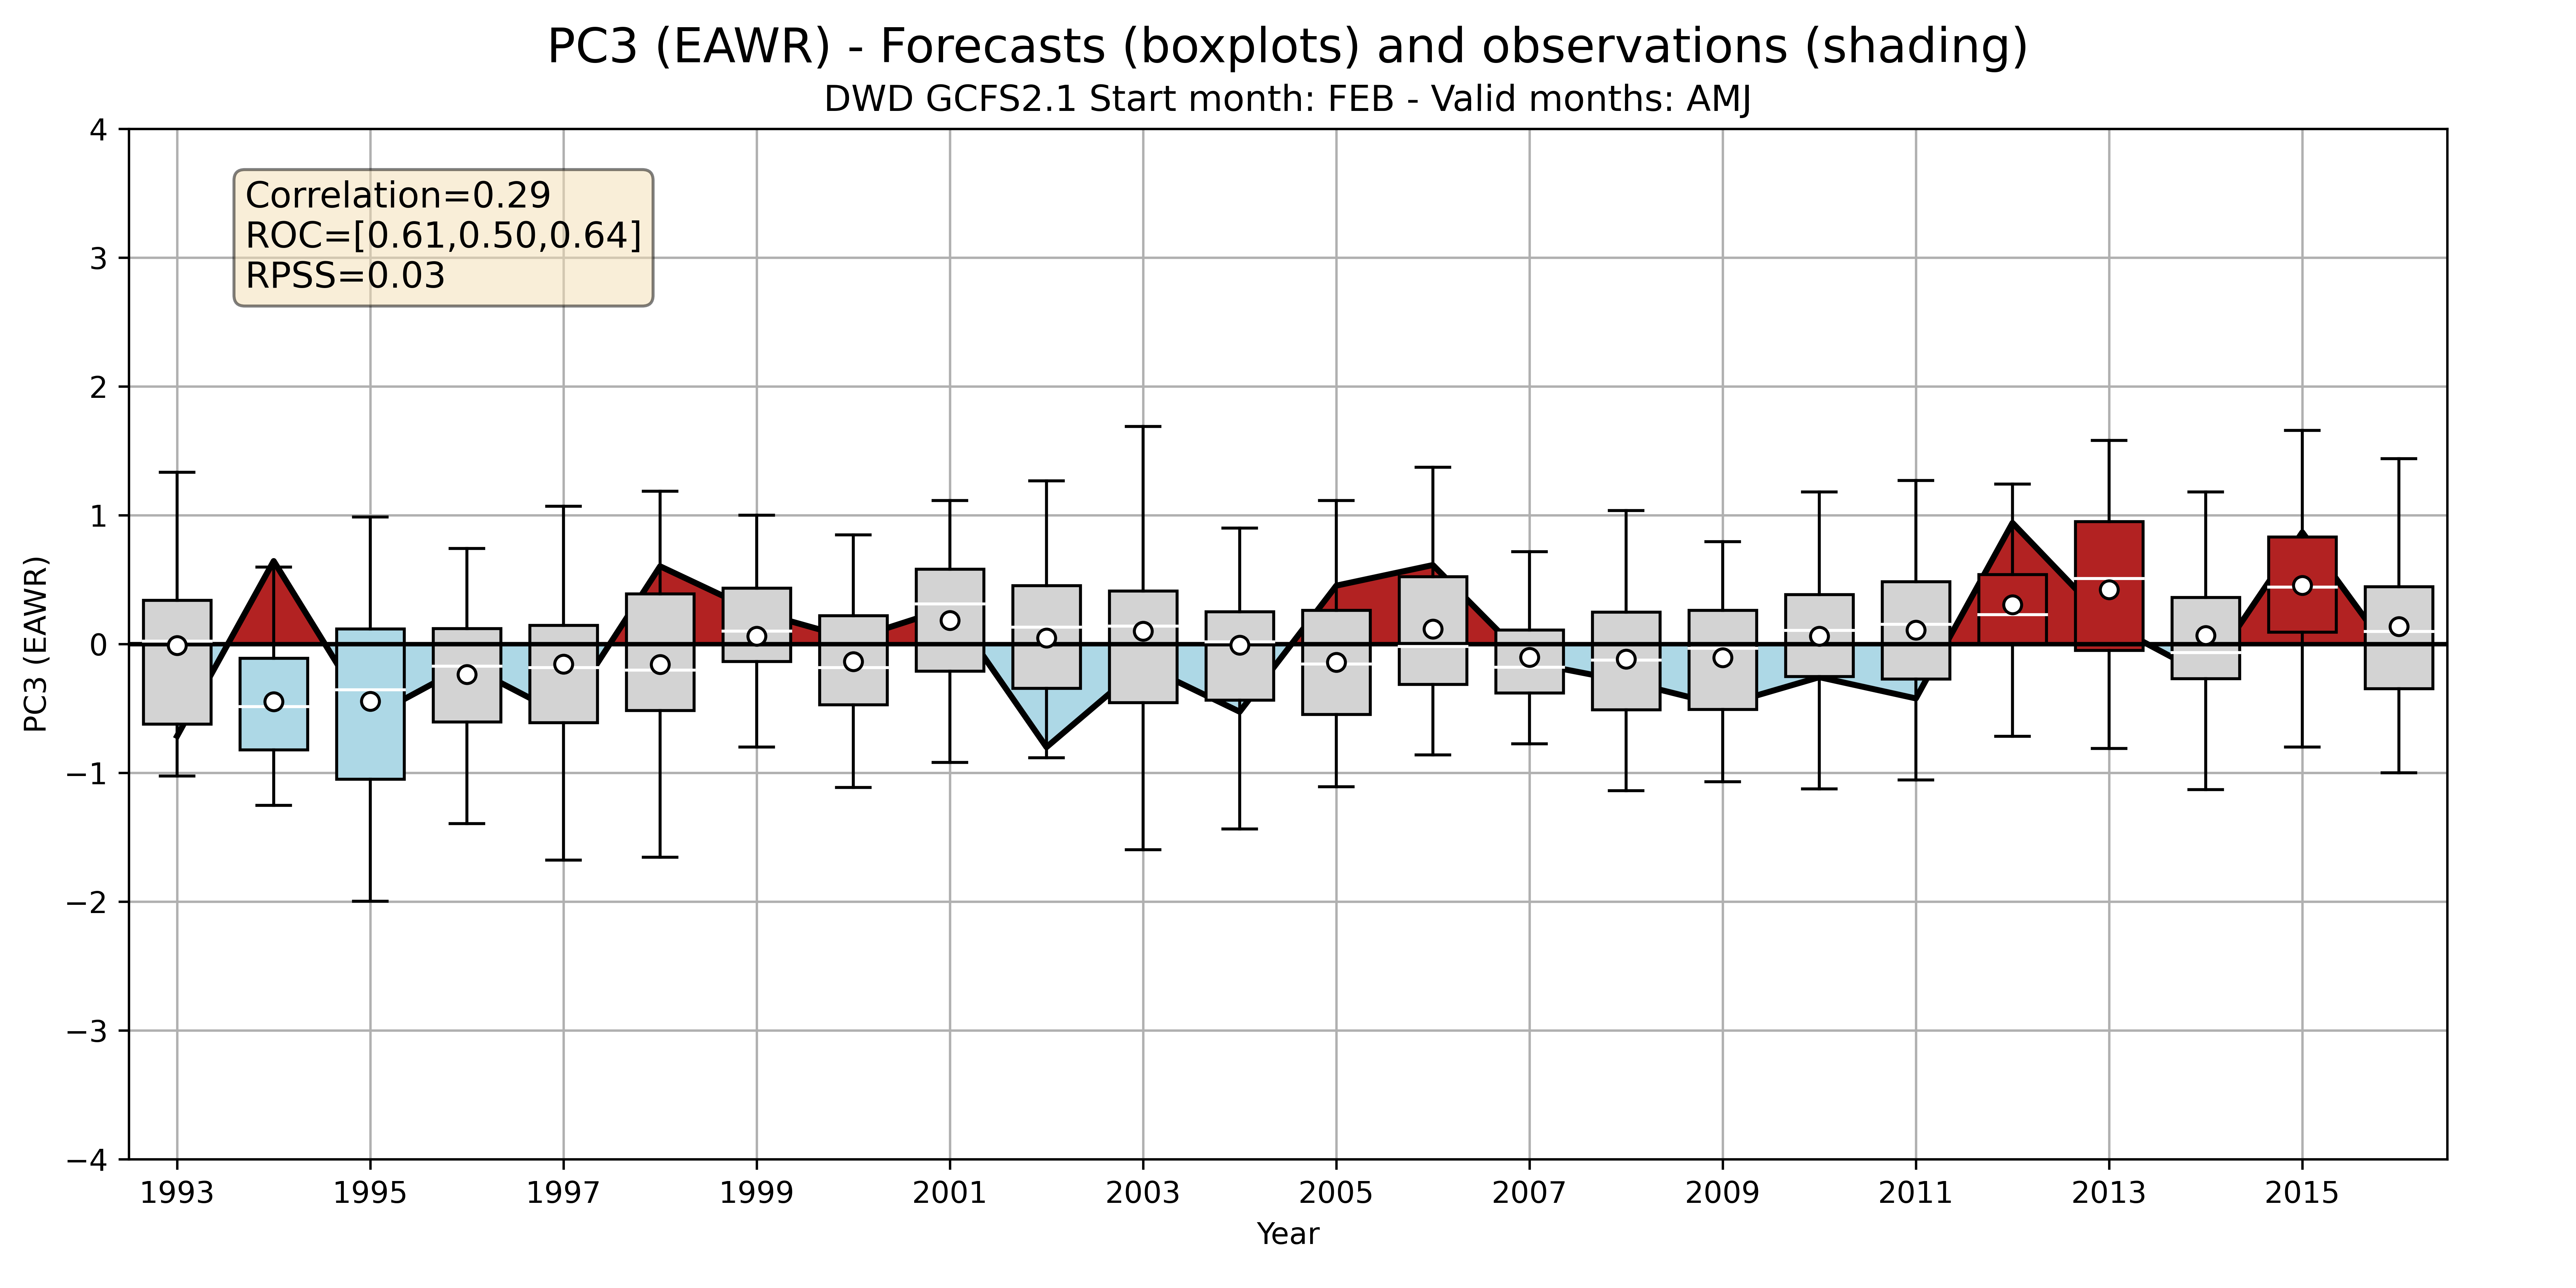 PC3 (EAWR) - Forecasts (boxplots) and observations (shading)
DWD GCFS2.1 Start month: FEB - Valid months: AMJ
Correlation=0.29
ROC=[0.61,0.50,0.64]
RPSS=0.03
PC3 (EAWR)
4
3
2
1
0
−1
−2
−3
−4
1993 1995 1997 1999 2001 2003 2005 2007 2009 2011 2013 2015
Year